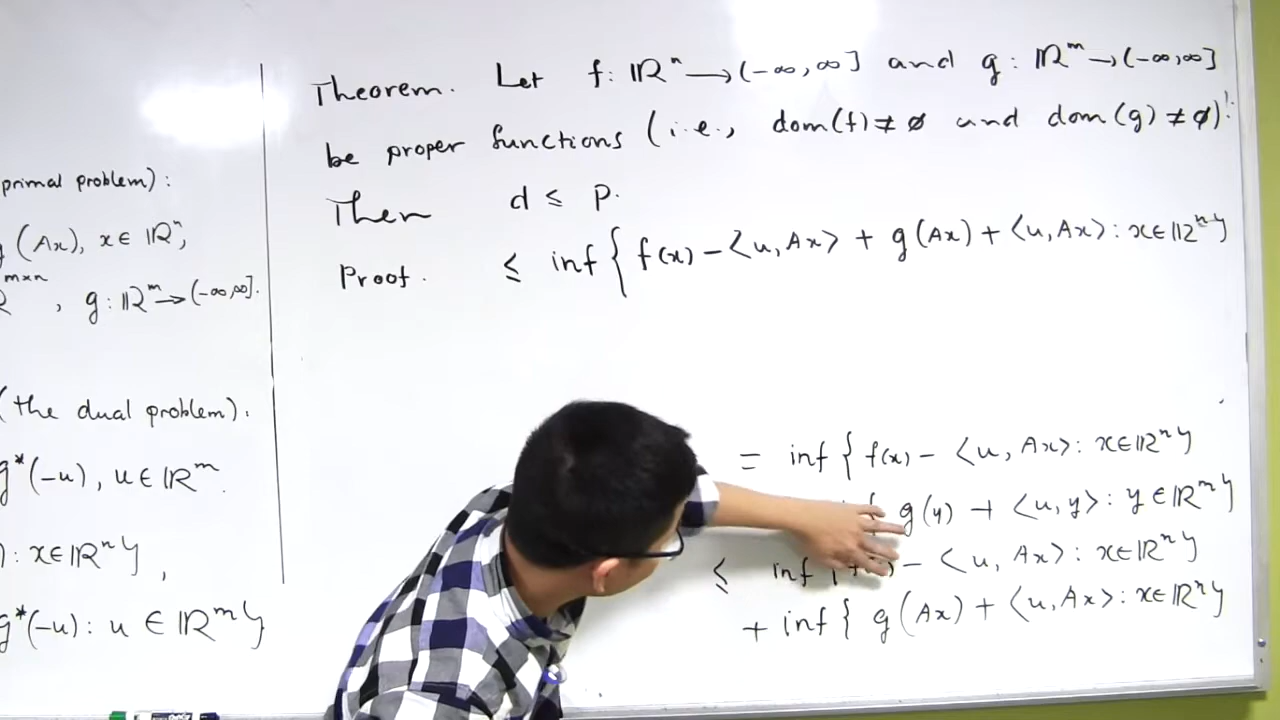 primal problem):
(Ax), x ∈ ℝⁿ,
m×n , g: ℝᵐ → (-∞,∞].
(the dual problem):
g*(-u), u ∈ ℝᵐ.
): x ∈ ℝⁿ},
g*(-u): u ∈ ℝᵐ}
Theorem. Let f: ℝⁿ → (-∞, ∞] and g: ℝᵐ → (-∞,∞]
be proper functions (i.e., dom(f) ≠ ∅ and dom(g) ≠ ∅)!
Then d ≤ p.
Proof. ≤ inf { f(x) - ⟨u, Ax⟩ + g(Ax) + ⟨u, Ax⟩ : x ∈ ℝⁿ}
= inf { f(x) - ⟨u, Ax⟩ : x ∈ ℝⁿ}
g(y) + ⟨u, y⟩ : y ∈ ℝᵐ}
≤ inf - ⟨u, Ax⟩ : x ∈ ℝⁿ}
+ inf { g(Ax) + ⟨u, Ax⟩ : x ∈ ℝⁿ}